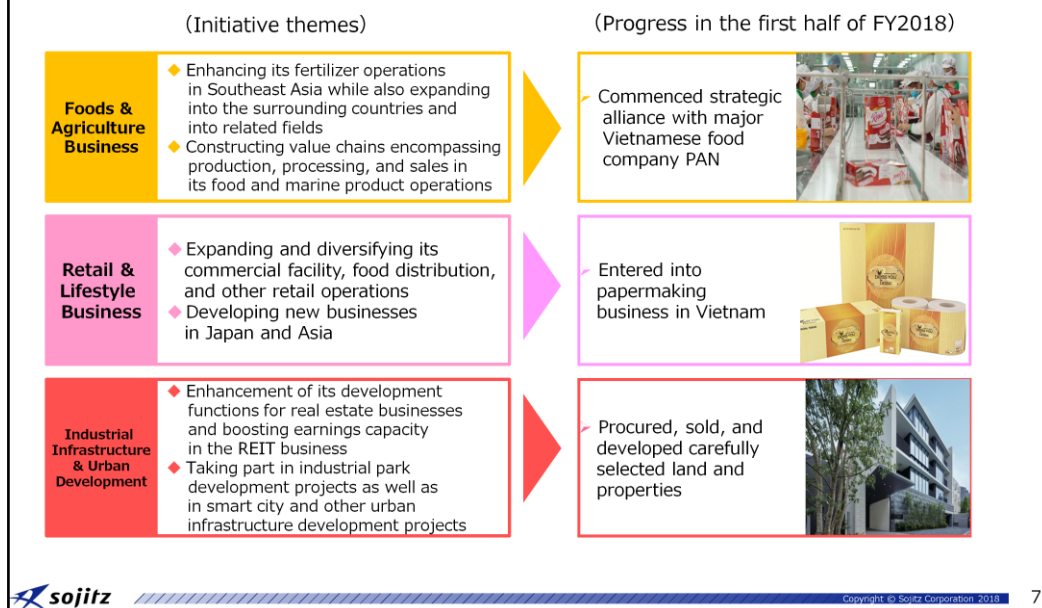 （Initiative themes）
（Progress in the first half of FY2018）
Foods &
Agriculture
Business
◆ Enhancing its fertilizer operations
in Southeast Asia while also expanding
into the surrounding countries and
into related fields
◆ Constructing value chains encompassing
production, processing, and sales in
its food and marine product operations
Commenced strategic
alliance with major
Vietnamese food
company PAN
Retail &
Lifestyle
Business
◆ Expanding and diversifying its
commercial facility, food distribution,
and other retail operations
◆ Developing new businesses
in Japan and Asia
Entered into
papermaking
business in Vietnam
Industrial
Infrastructure
& Urban
Development
◆ Enhancement of its development
functions for real estate businesses
and boosting earnings capacity
in the REIT business
◆ Taking part in industrial park
development projects as well as
in smart city and other urban
infrastructure development projects
Procured, sold, and
developed carefully
selected land and
properties
sojitz
Copyright © Sojitz Corporation 2018
7